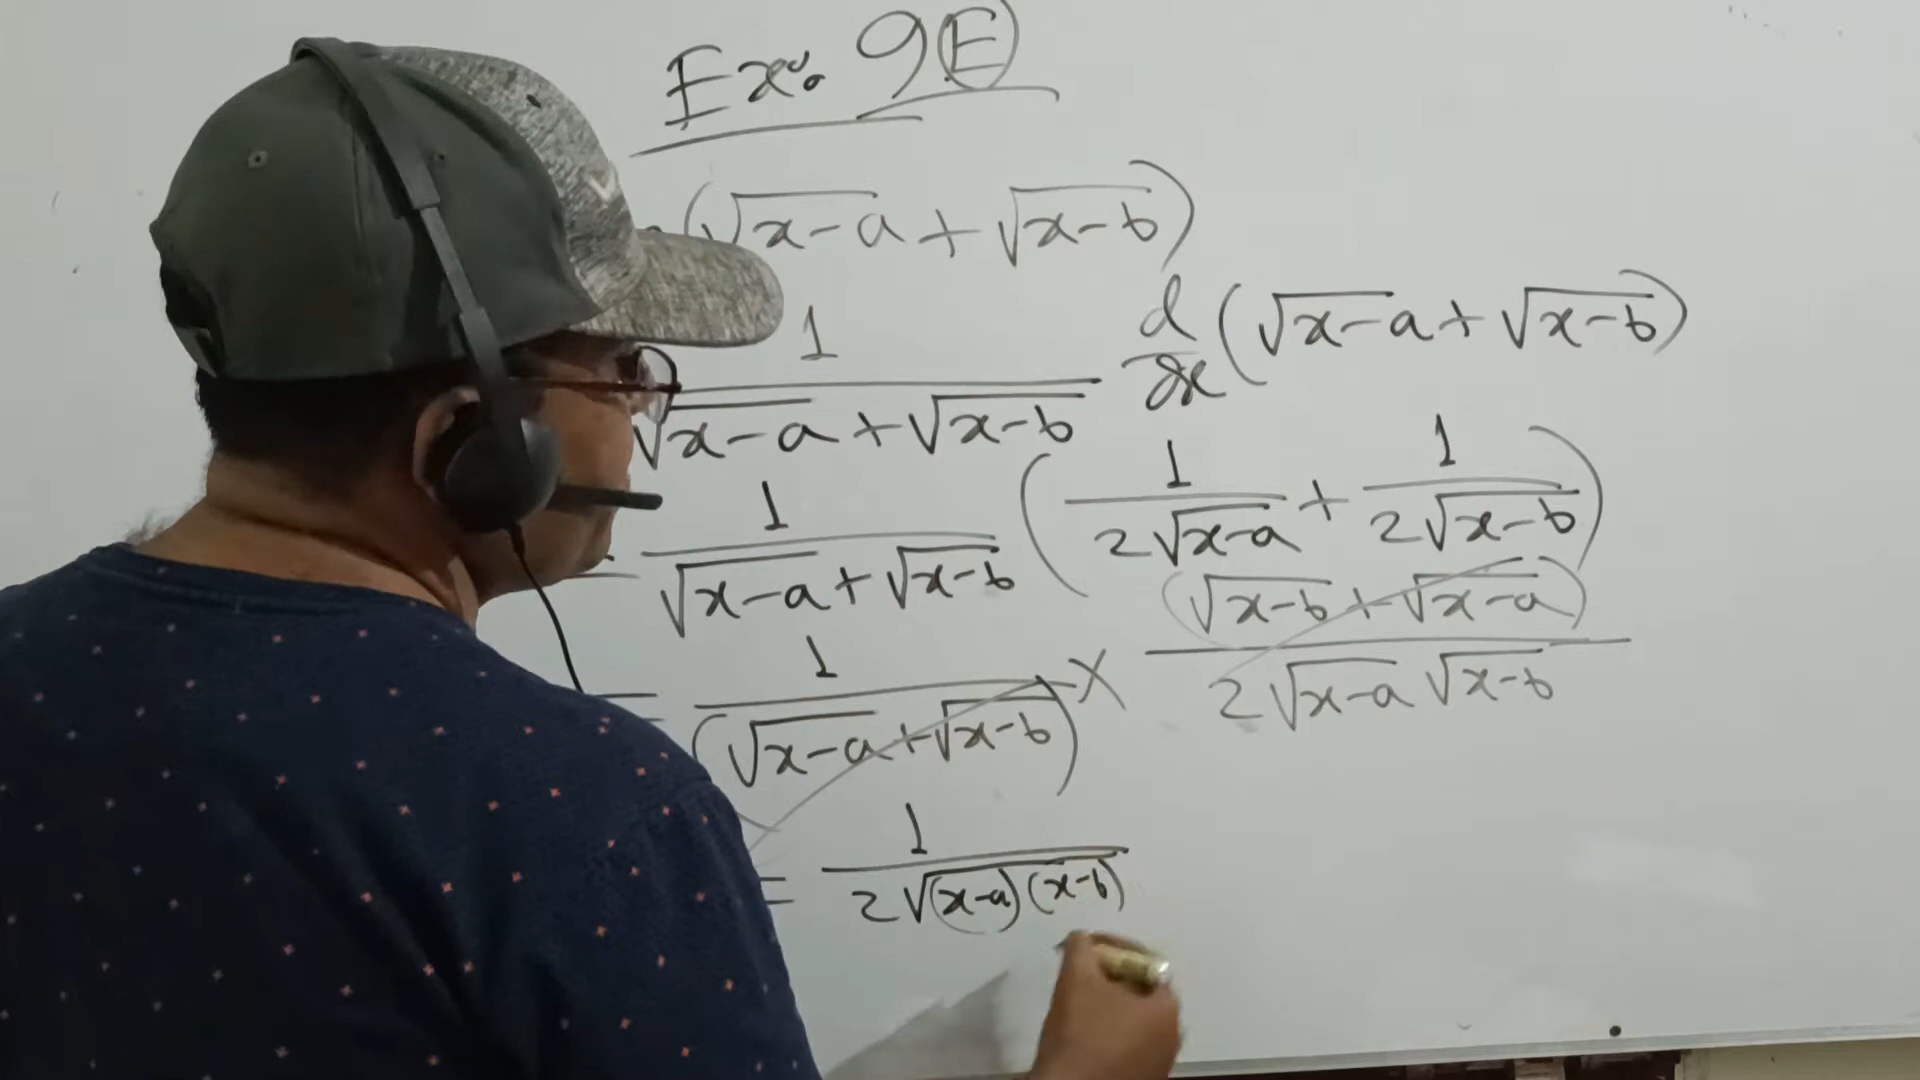 Ex: 9(E)
(√x-a + √x-b)
1/(√x-a + √x-b) d/dx (√x-a + √x-b)
= 1/(√x-a + √x-b) (1/(2√x-a) + 1/(2√x-b))
= 1/(√x-a + √x-b) × (√x-b + √x-a)/(2√x-a √x-b)
= 1/(2√(x-a)(x-b))